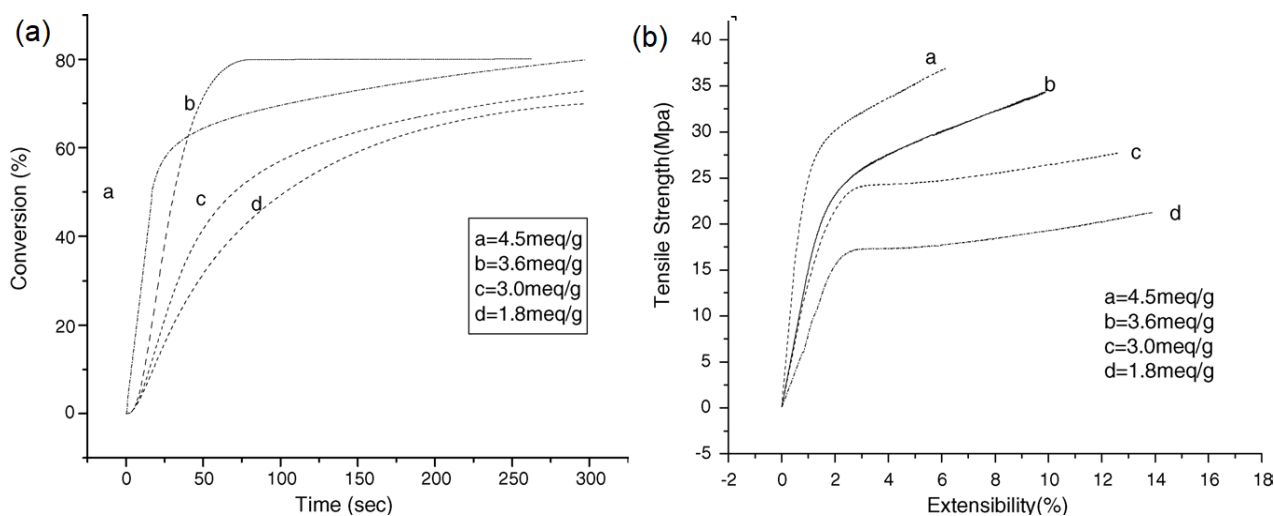 (a)
Conversion (%)
80
60
40
20
0
a
b
c
d
a=4.5meq/g
b=3.6meq/g
c=3.0meq/g
d=1.8meq/g
0 50 100 150 200 250 300
Time (sec)
(b)
Tensile Strength(Mpa)
40
35
30
25
20
15
10
5
0
-5
a
b
c
d
a=4.5meq/g
b=3.6meq/g
c=3.0meq/g
d=1.8meq/g
-2 0 2 4 6 8 10 12 14 16 18
Extensibility(%)